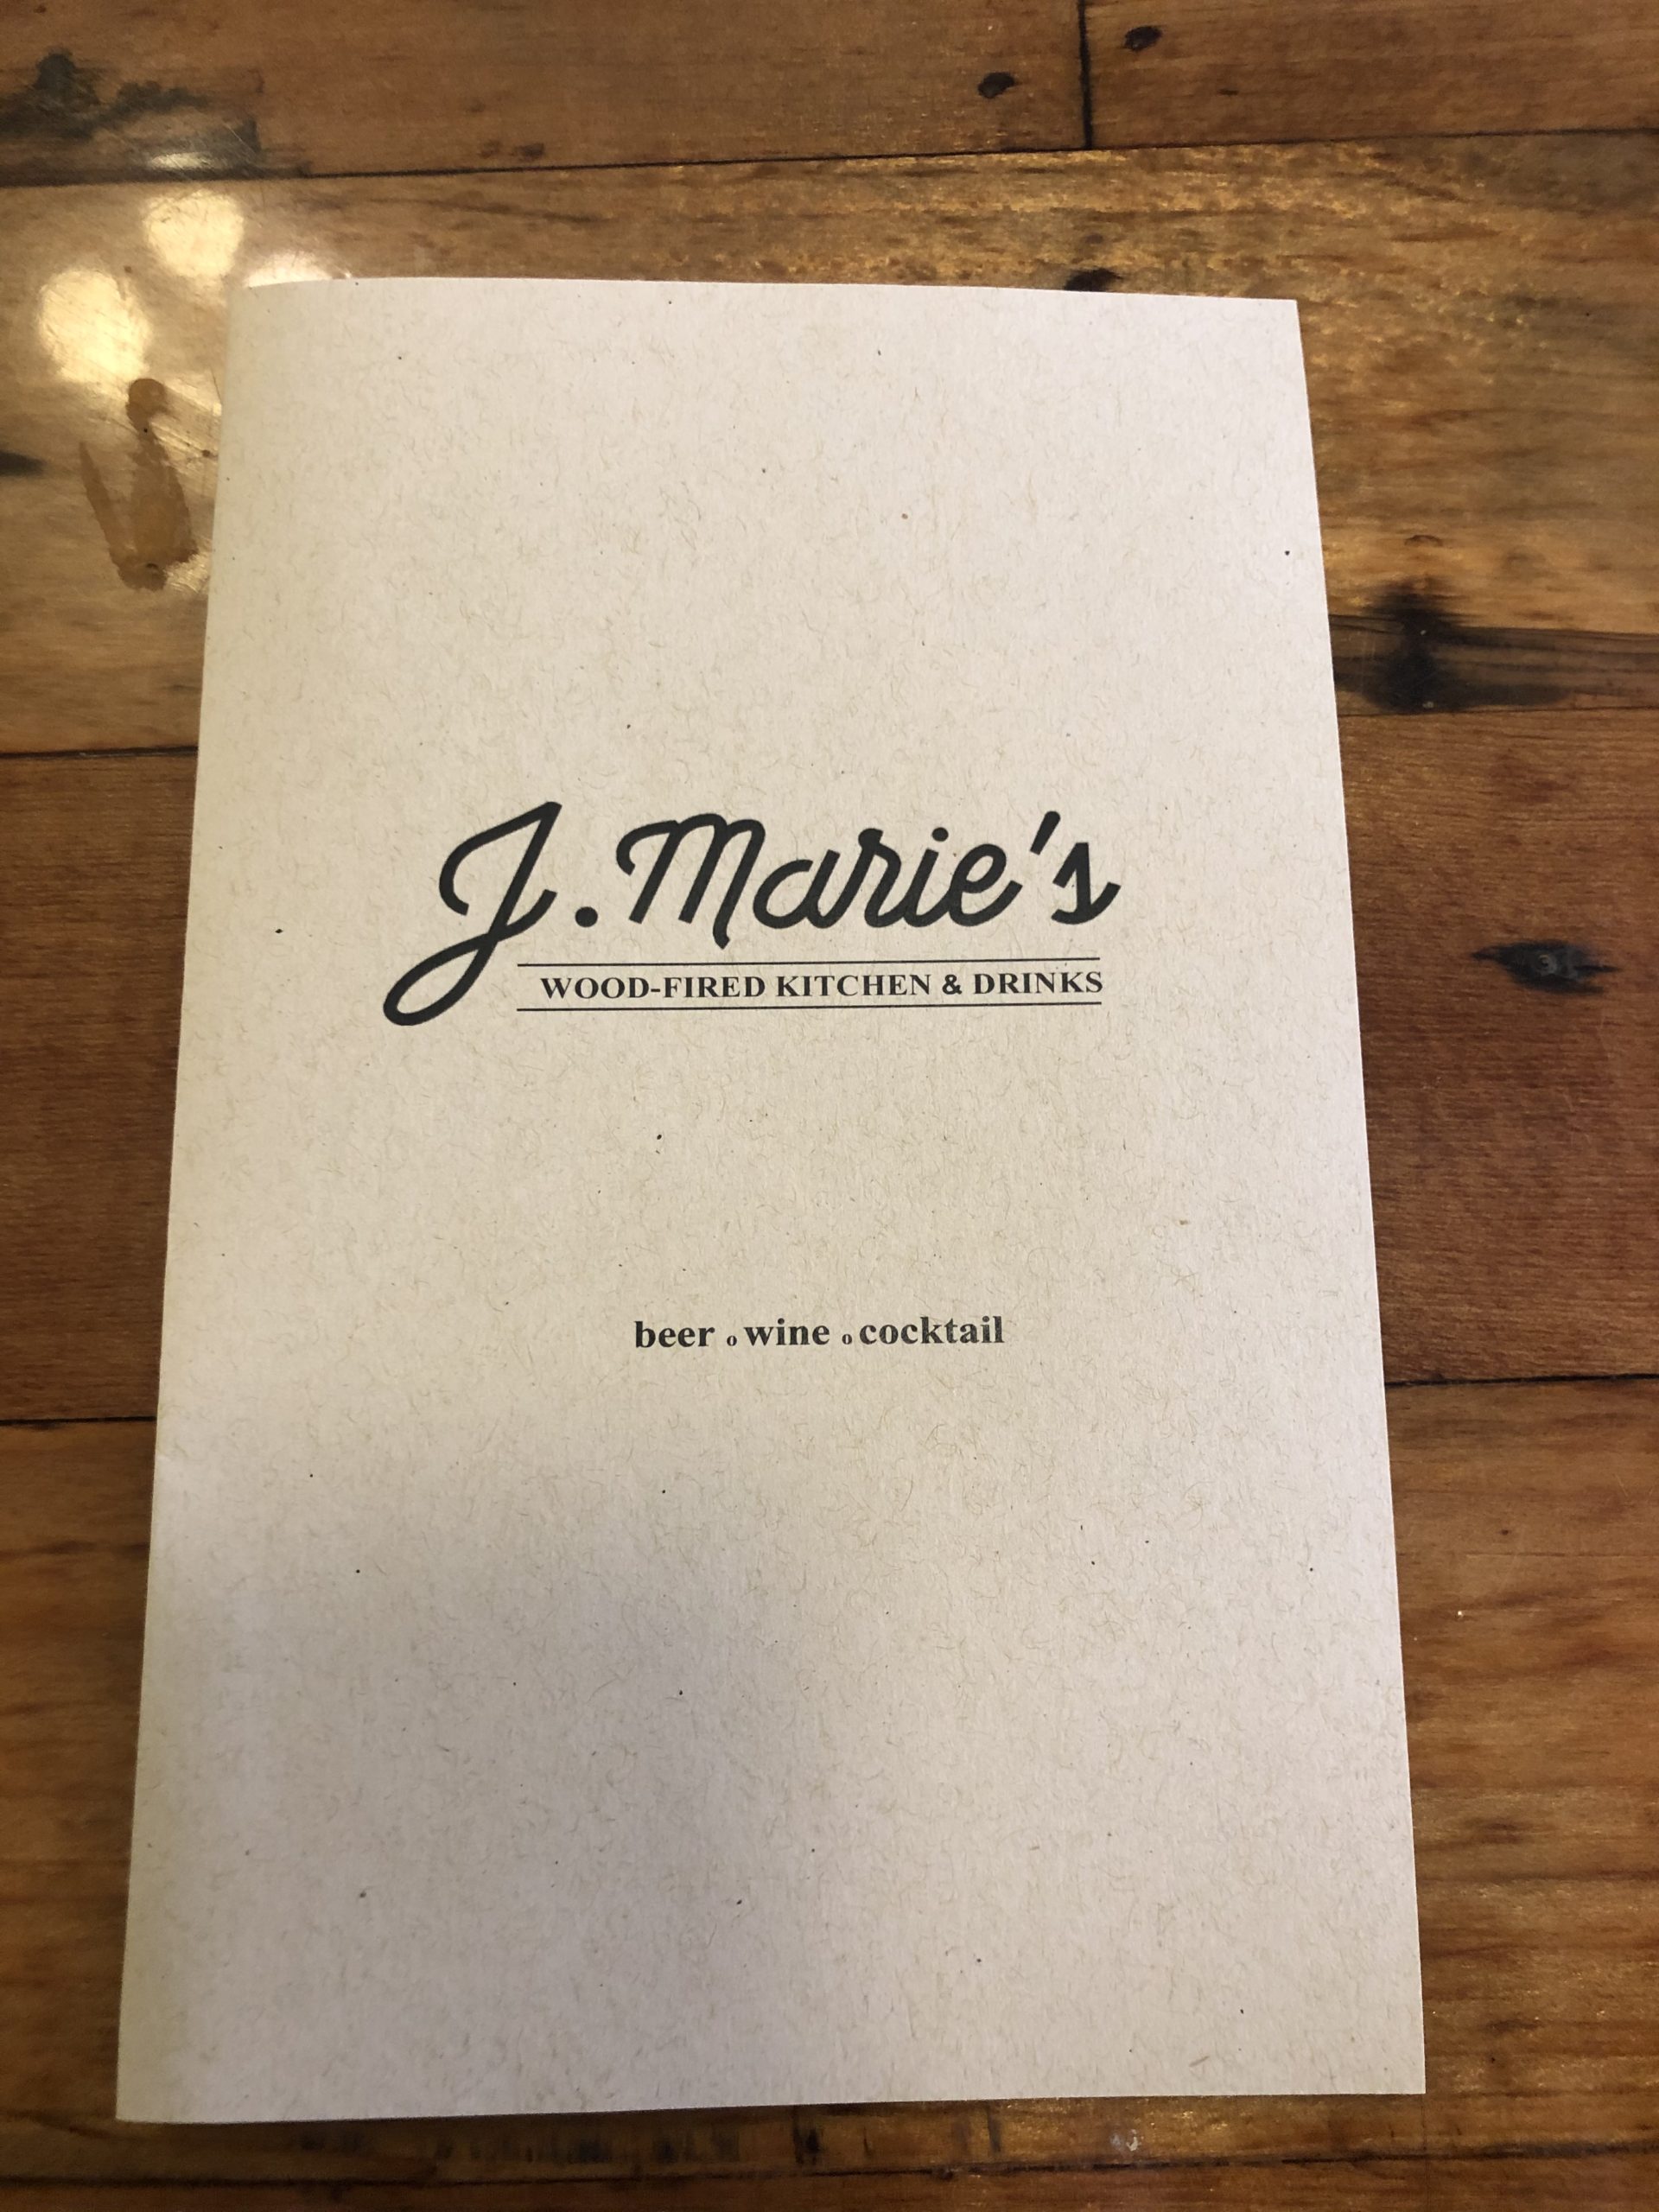 J. Marie's
WOOD-FIRED KITCHEN & DRINKS
beer o wine o cocktail